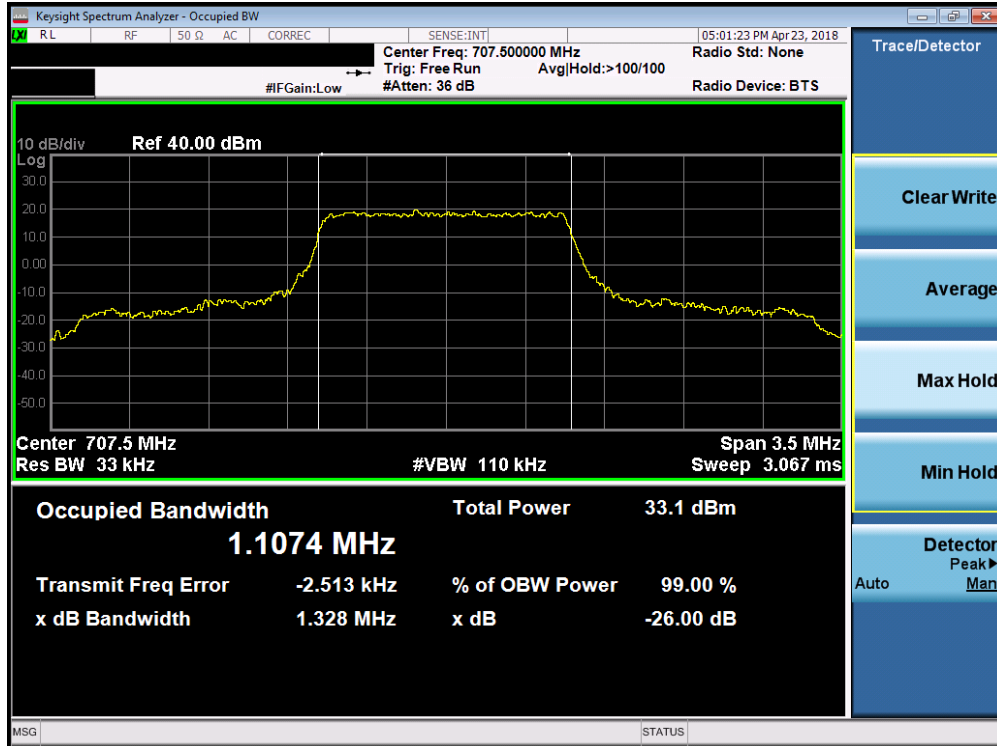 Keysight Spectrum Analyzer - Occupied BW
LXI RL RF 50 Ω AC CORREC SENSE:INT 05:01:23 PM Apr 23, 2018
Center Freq: 707.500000 MHz Radio Std: None
Trig: Free Run Avg|Hold:>100/100
#IFGain:Low #Atten: 36 dB Radio Device: BTS
10 dB/div Ref 40.00 dBm
Log
30.0
20.0
10.0
0.00
-10.0
-20.0
-30.0
-40.0
-50.0
Center 707.5 MHz Span 3.5 MHz
Res BW 33 kHz #VBW 110 kHz Sweep 3.067 ms
Occupied Bandwidth Total Power 33.1 dBm
1.1074 MHz
Transmit Freq Error -2.513 kHz % of OBW Power 99.00 %
x dB Bandwidth 1.328 MHz x dB -26.00 dB
MSG STATUS
Trace/Detector
Clear Write
Average
Max Hold
Min Hold
Detector
Peak▶
Auto Man